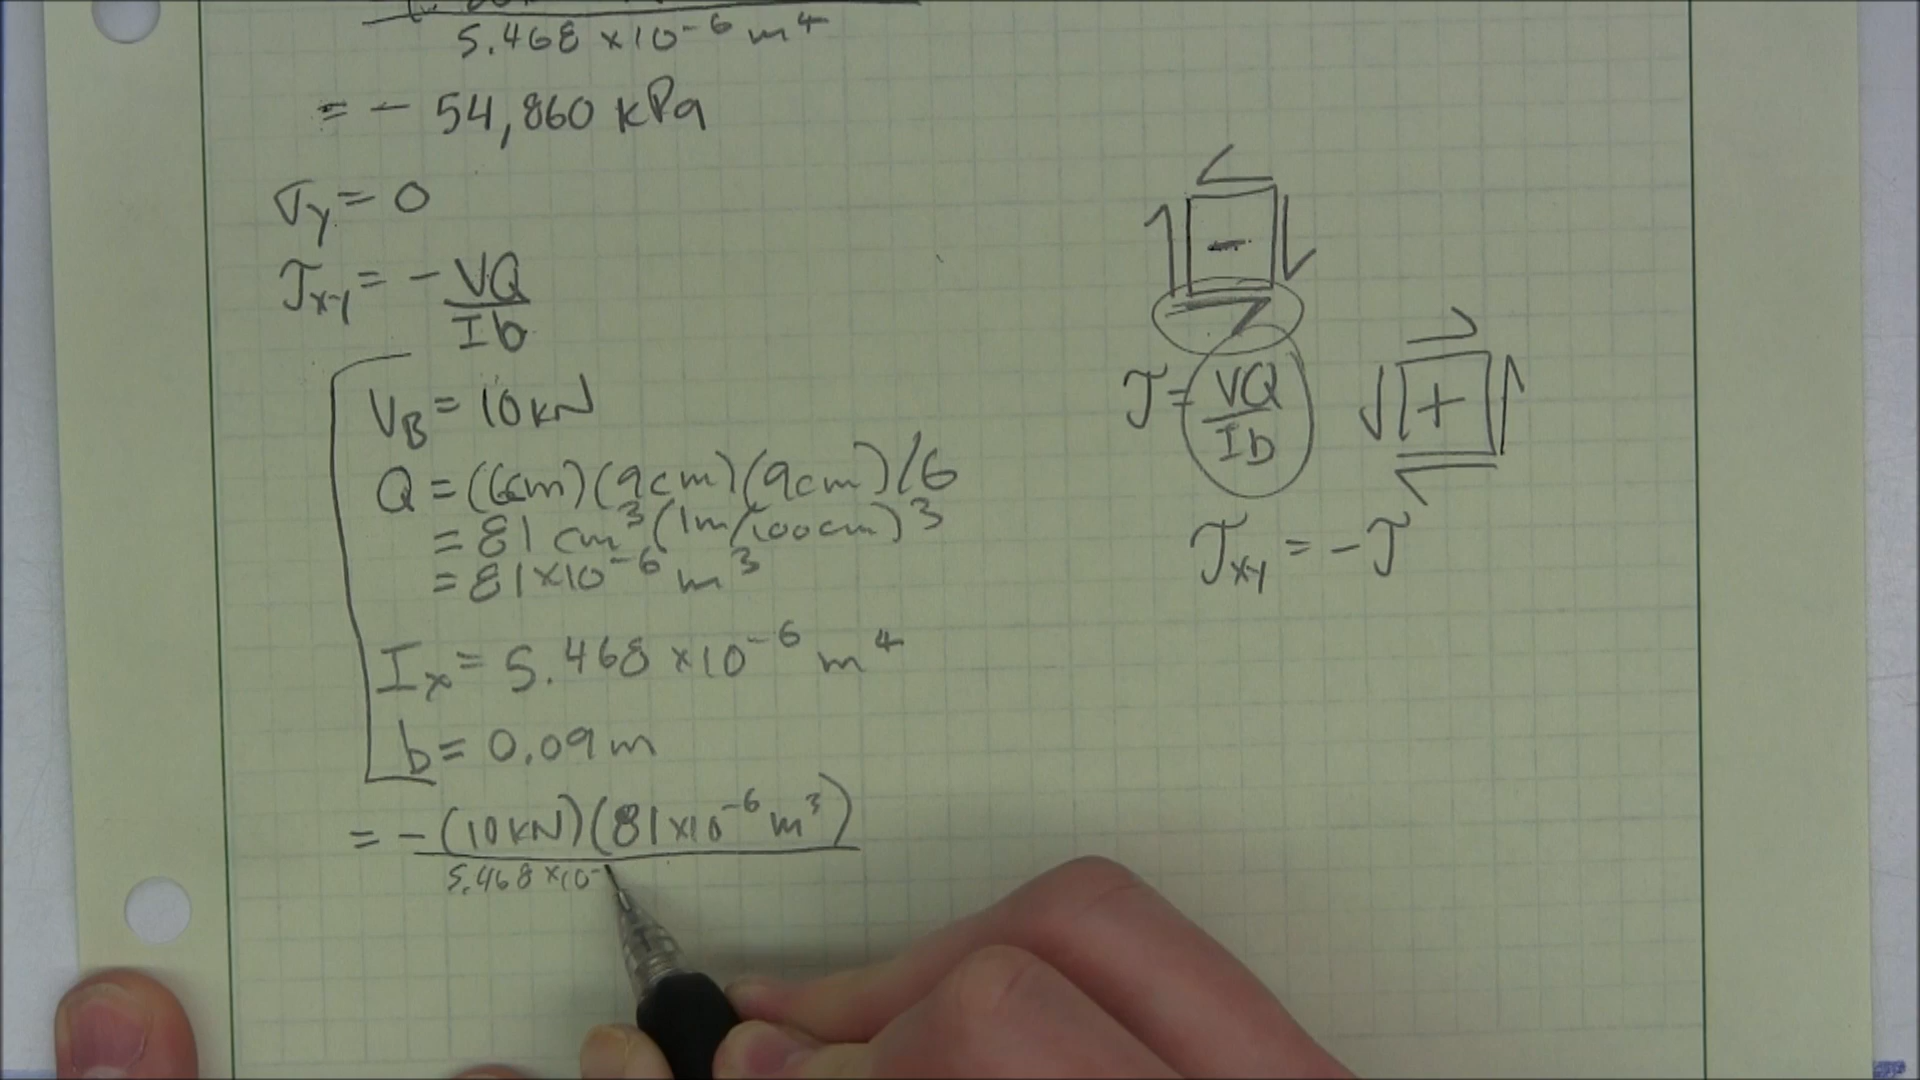 5.468 ×10⁻⁶ m⁴
= - 54,860 kPa
σy = 0
τxy = - VQ
Ib
VB = 10 kN
Q = (6cm)(9cm)(9cm)/6
= 81 cm³ (1m/100cm)³
= 81×10⁻⁶ m³
Ix = 5.468 ×10⁻⁶ m⁴
b = 0.09 m
= -(10 kN)(81×10⁻⁶ m³)
5.468 ×10⁻
-
τ = VQ
Ib
+
τxy = -τ